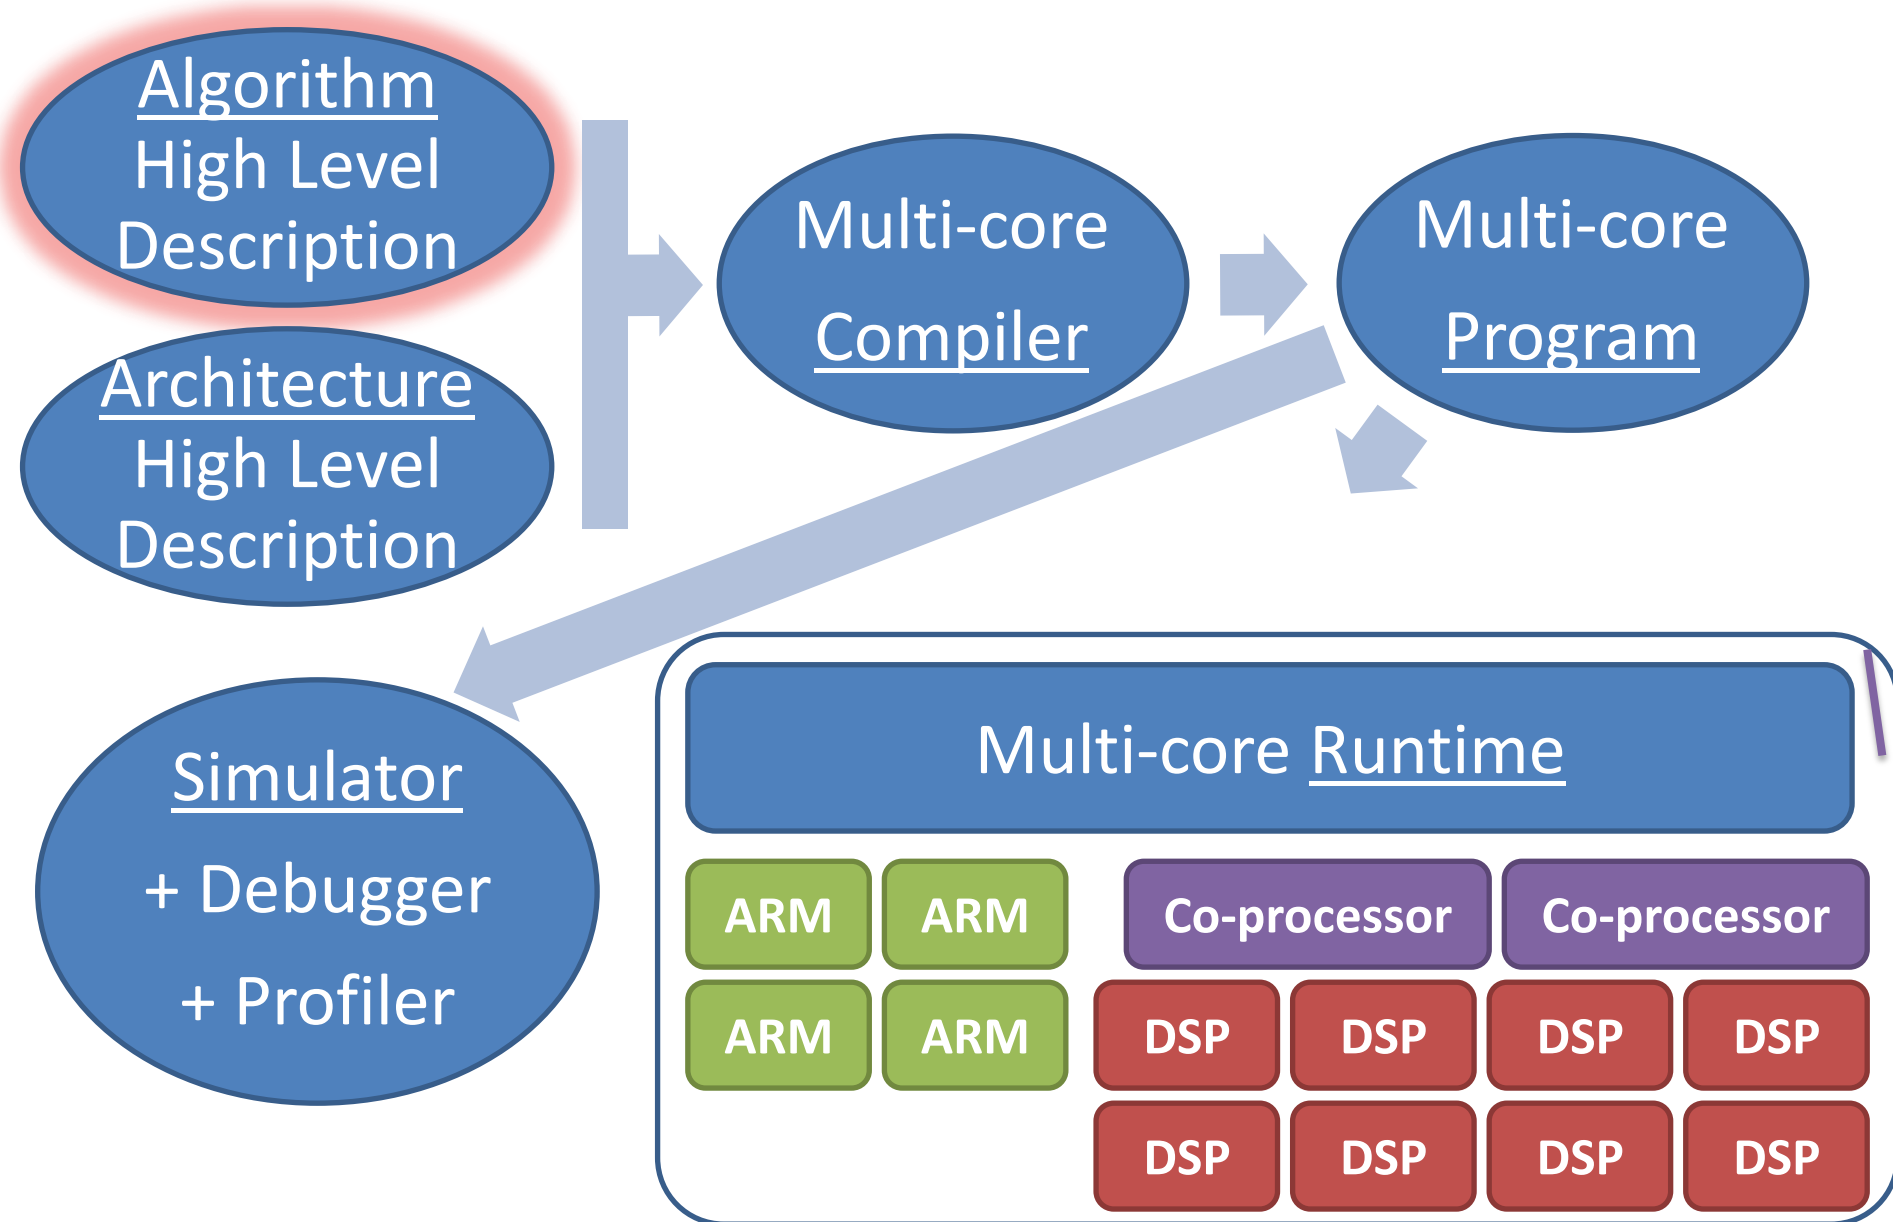 Algorithm
High Level
Description
Architecture
High Level
Description
Multi-core
Compiler
Multi-core
Program
Simulator
+ Debugger
+ Profiler
Multi-core Runtime
ARM ARM Co-processor Co-processor
ARM ARM DSP DSP DSP DSP
DSP DSP DSP DSP